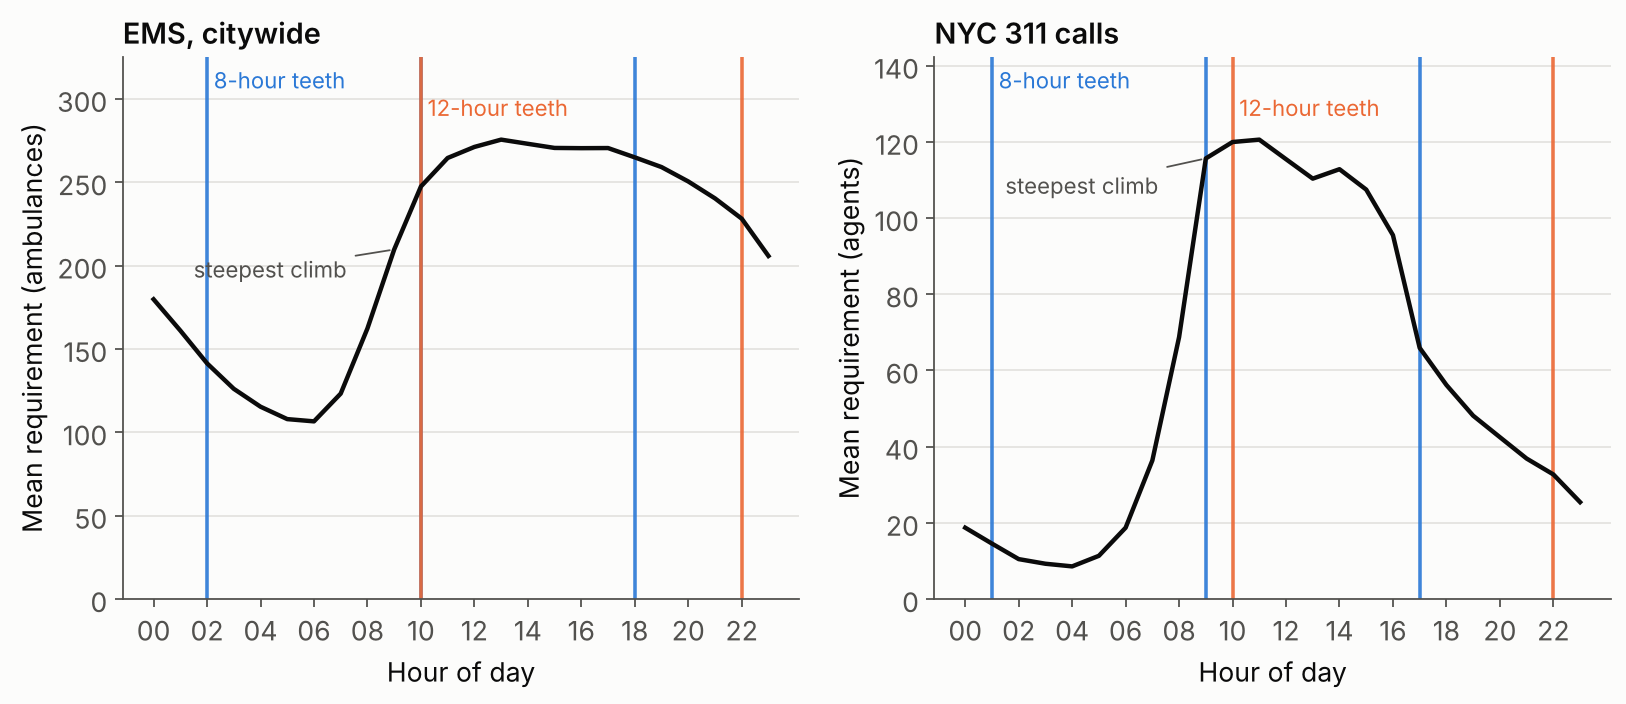 EMS, citywide
8-hour teeth
12-hour teeth
steepest climb
Mean requirement (ambulances)
300
250
200
150
100
50
0
00 02 04 06 08 10 12 14 16 18 20 22
Hour of day
NYC 311 calls
8-hour teeth
12-hour teeth
steepest climb
Mean requirement (agents)
140
120
100
80
60
40
20
0
00 02 04 06 08 10 12 14 16 18 20 22
Hour of day